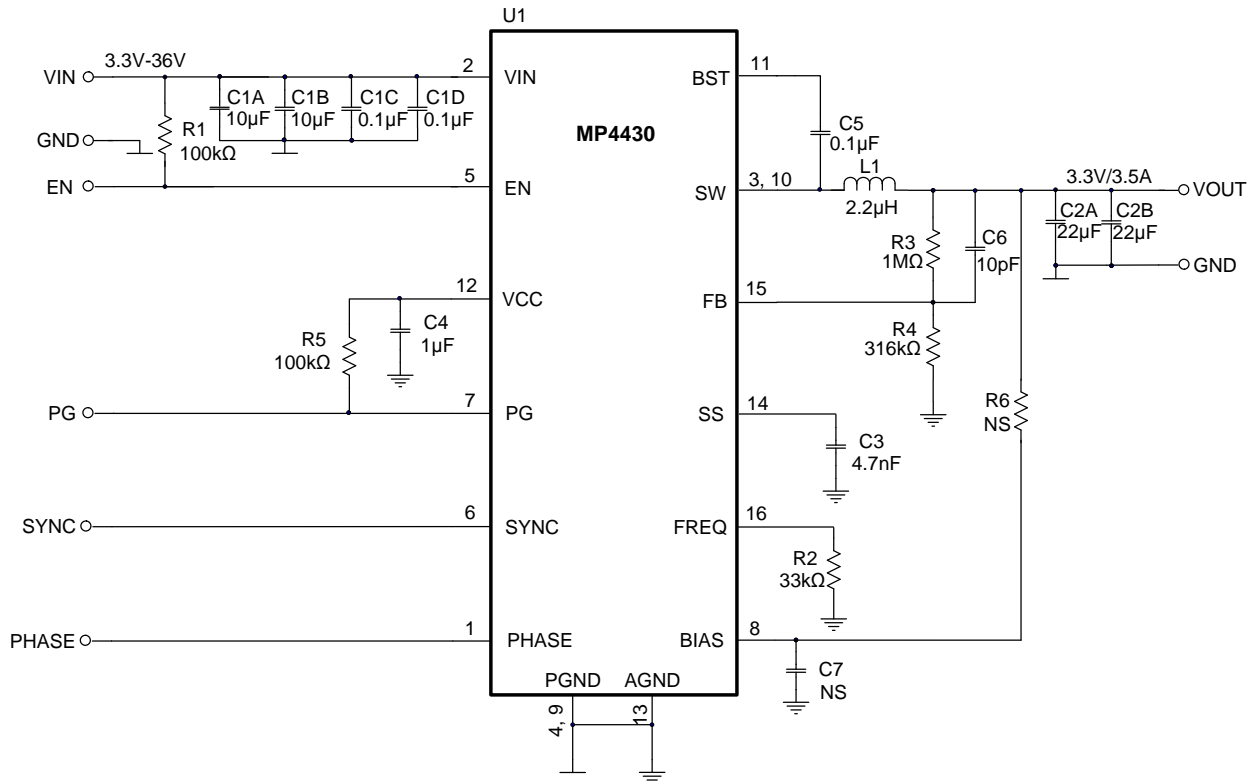 U1
MP4430
VIN
3.3V-36V
2
VIN
C1A
10µF
C1B
10µF
C1C
0.1µF
C1D
0.1µF
GND
R1
100kΩ
EN
5
EN
12
VCC
R5
100kΩ
C4
1µF
PG
7
PG
SYNC
6
SYNC
PHASE
1
PHASE
PGND
AGND
4, 9
13
BST
11
C5
0.1µF
SW
3, 10
L1
2.2µH
3.3V/3.5A
VOUT
C2A
22µF
C2B
22µF
GND
R3
1MΩ
C6
10pF
FB
15
R4
316kΩ
R6
NS
SS
14
C3
4.7nF
FREQ
16
R2
33kΩ
BIAS
8
C7
NS